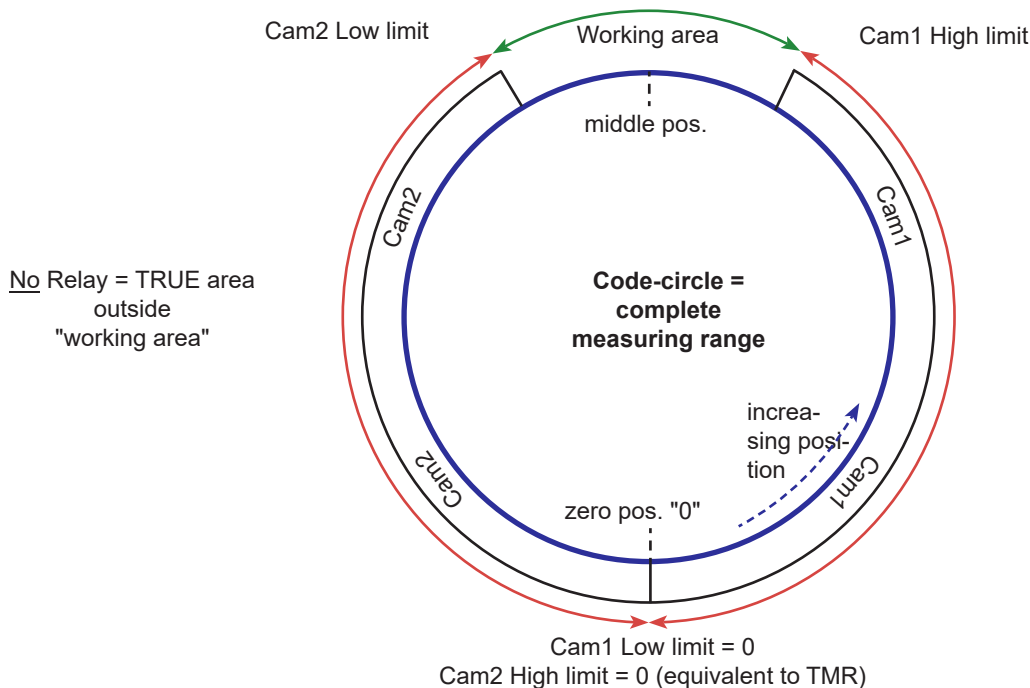 Cam2 Low limit
Working area
Cam1 High limit
middle pos.
Cam2
Cam1
No Relay = TRUE area
outside
"working area"
Code-circle =
complete
measuring range
increa-
sing posi-
tion
Cam2
Cam1
zero pos. "0"
Cam1 Low limit = 0
Cam2 High limit = 0 (equivalent to TMR)